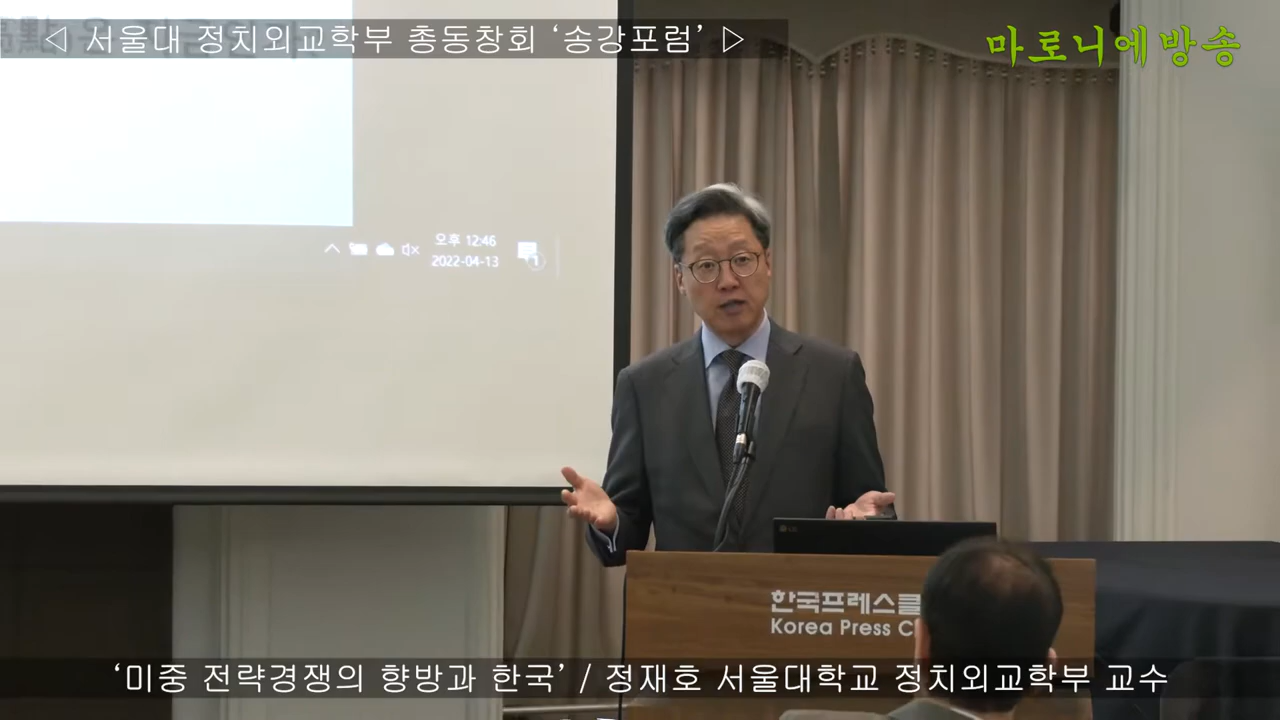 ◁ 서울대 정치외교학부 총동창회 ‘송강포럼’ ▷
마로니에방송
오후 12:46
2022-04-13
1
LG
한국프레스클
Korea Press C
‘미중 전략경쟁의 향방과 한국’ / 정재호 서울대학교 정치외교학부 교수